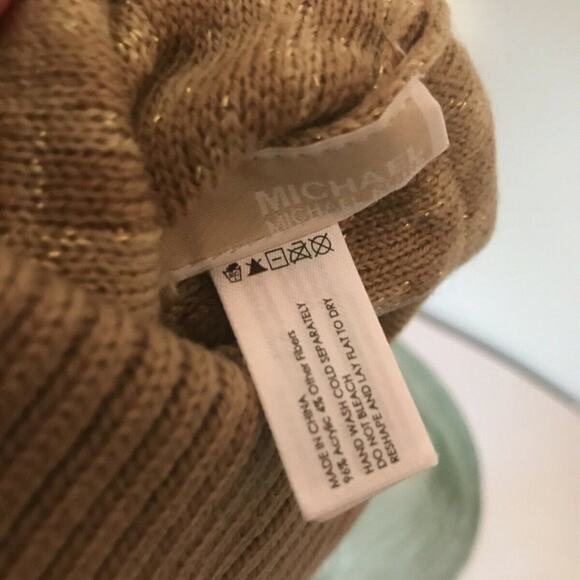 MICHAEL
MICHAEL
MADE IN CHINA
96% Acrylic 4% Other Fibers
HAND WASH COLD SEPARATELY
DO NOT BLEACH
RESHAPE AND LAY FLAT TO DRY